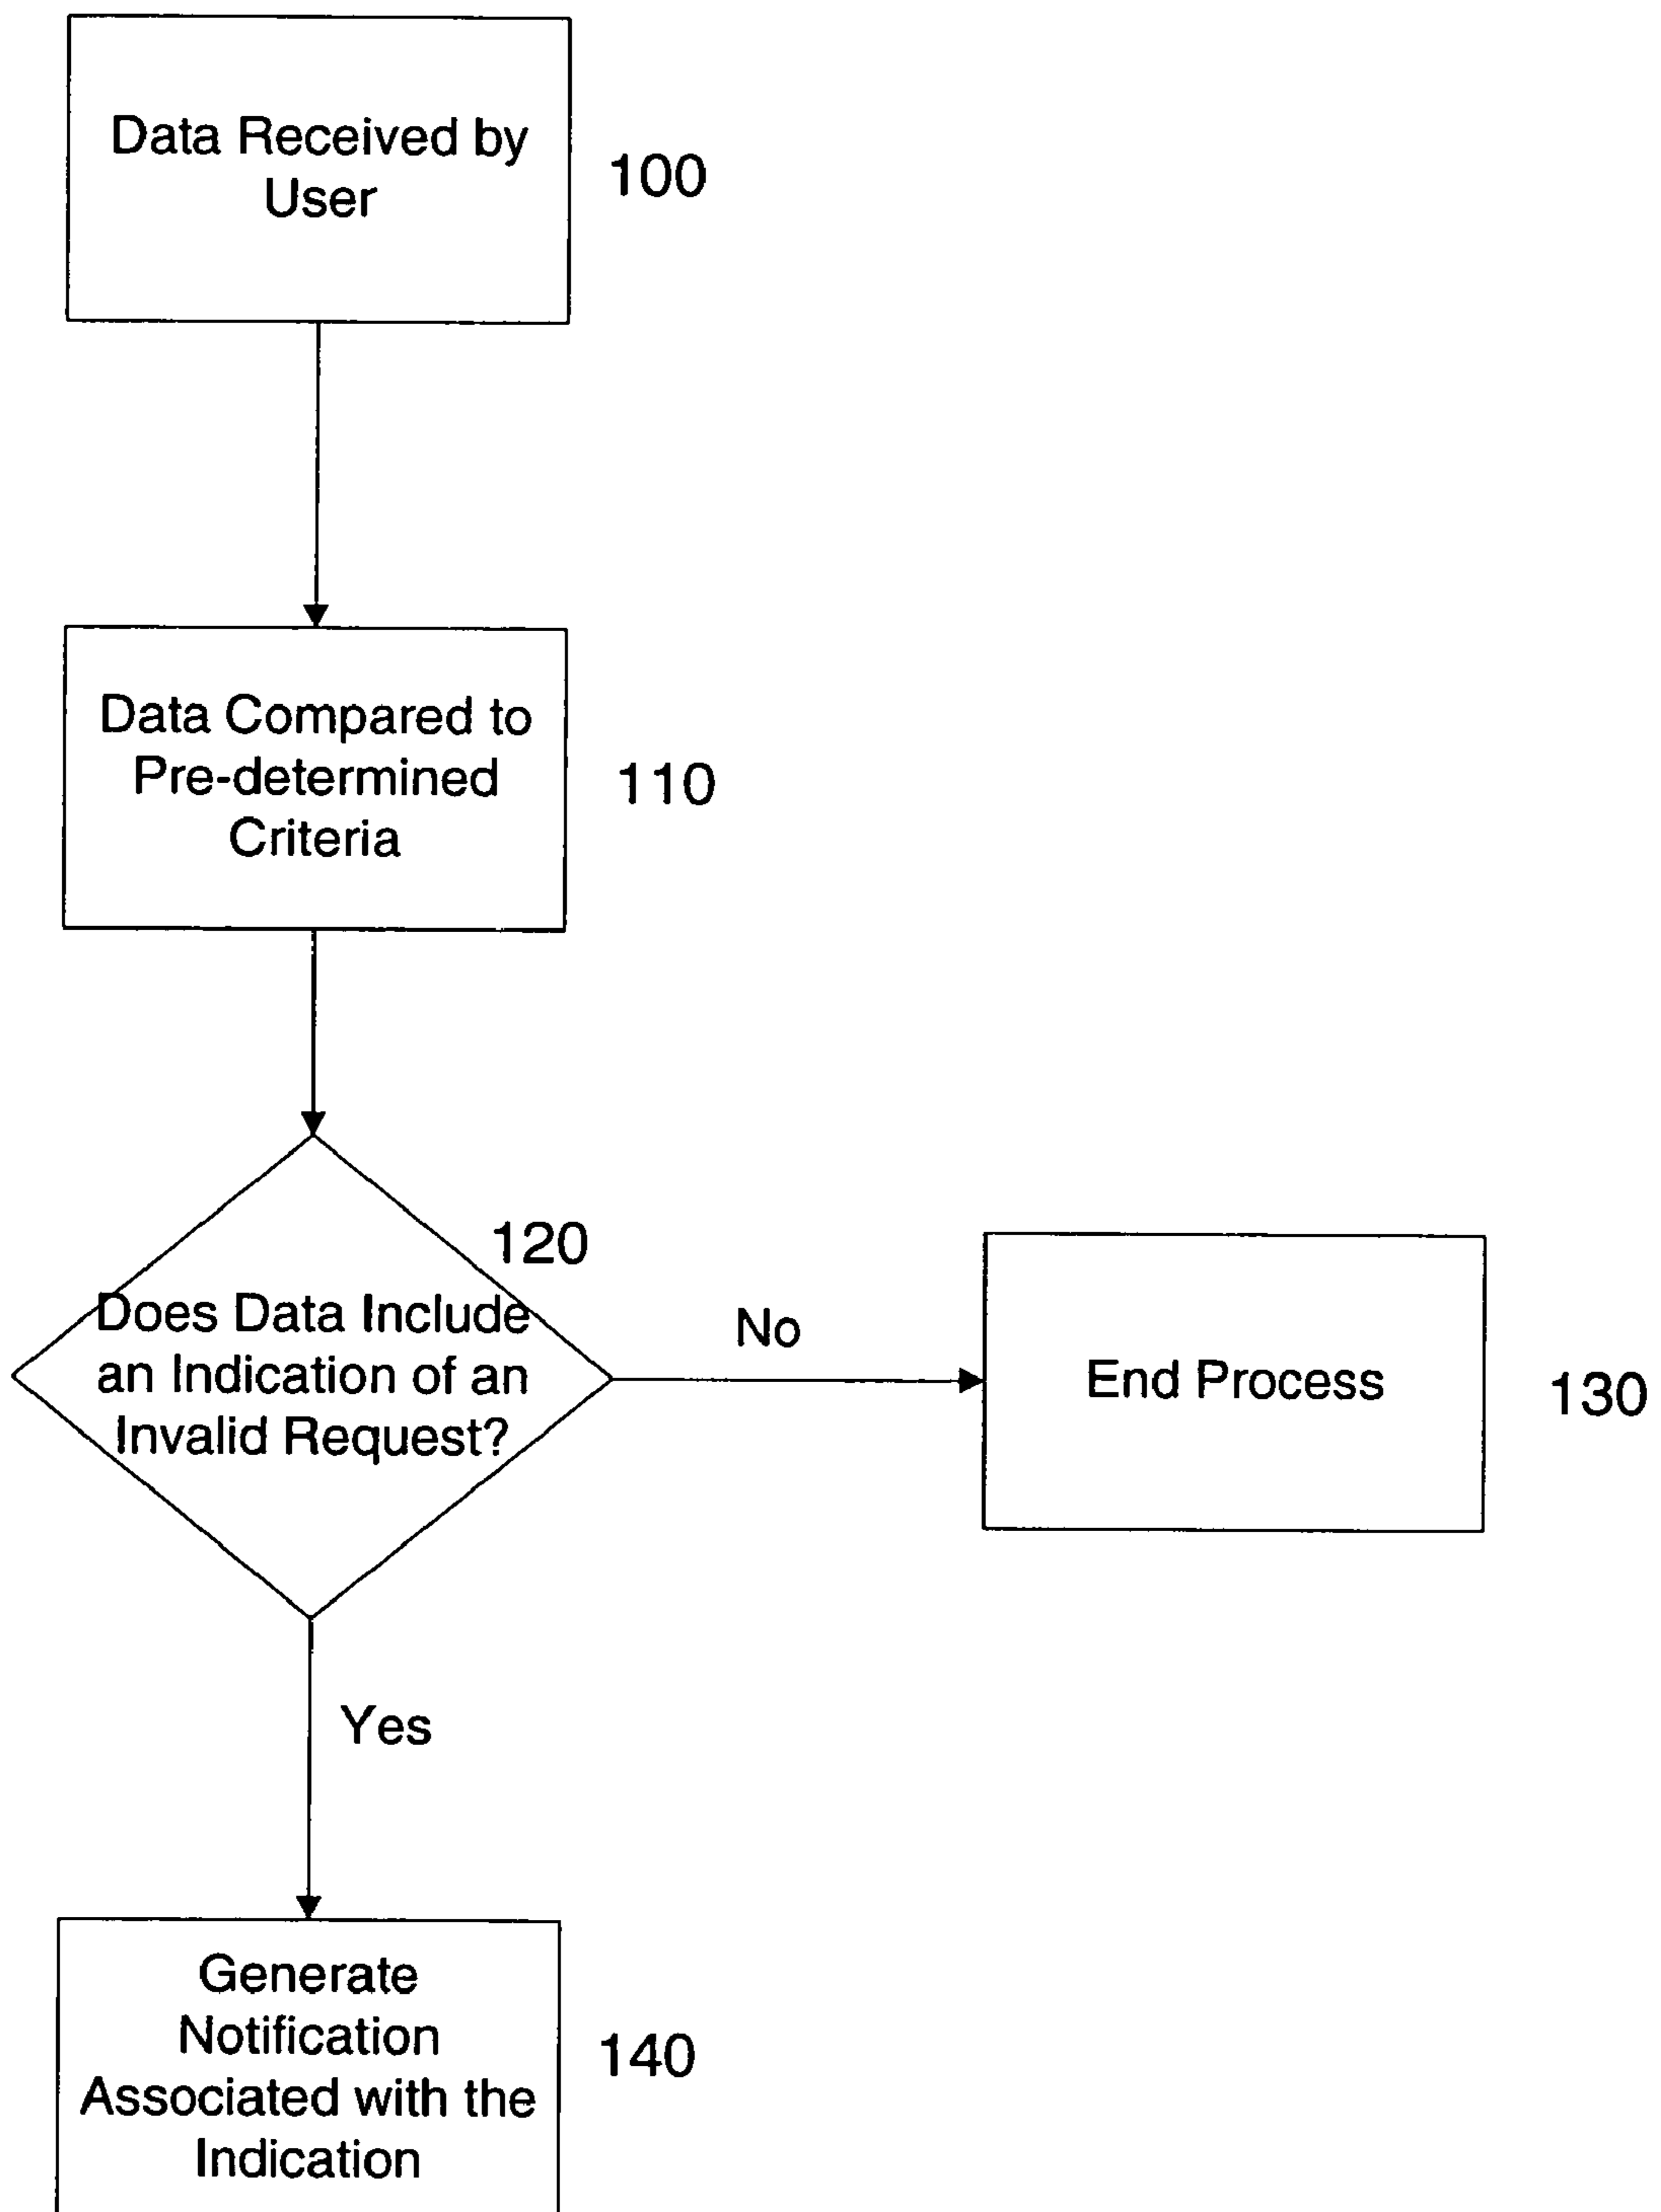 Data Received by
User
100
Data Compared to
Pre-determined
Criteria
110
120
Does Data Include
an Indication of an
Invalid Request?
No
End Process
130
Yes
Generate
Notification
Associated with the
Indication
140